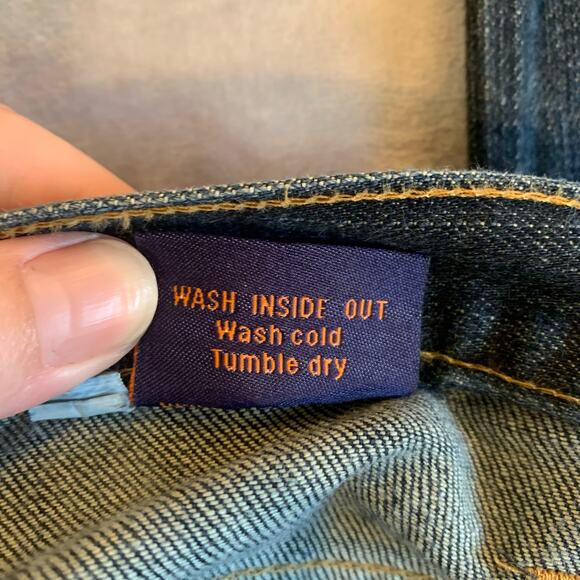 WASH INSIDE OUT
Wash cold
Tumble dry